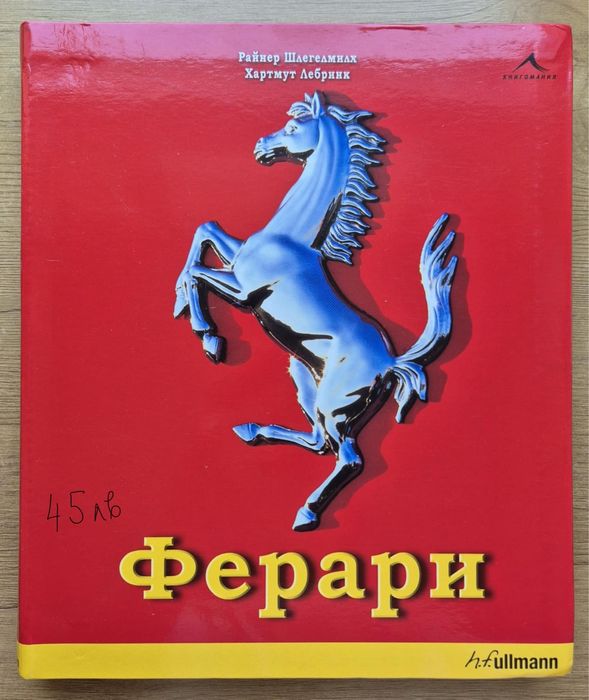 Райнер Шлегелмилх
Хартмут Лебринк
КНИГОМАНИЯ
45 лв
Ферари
h.f.ullmann